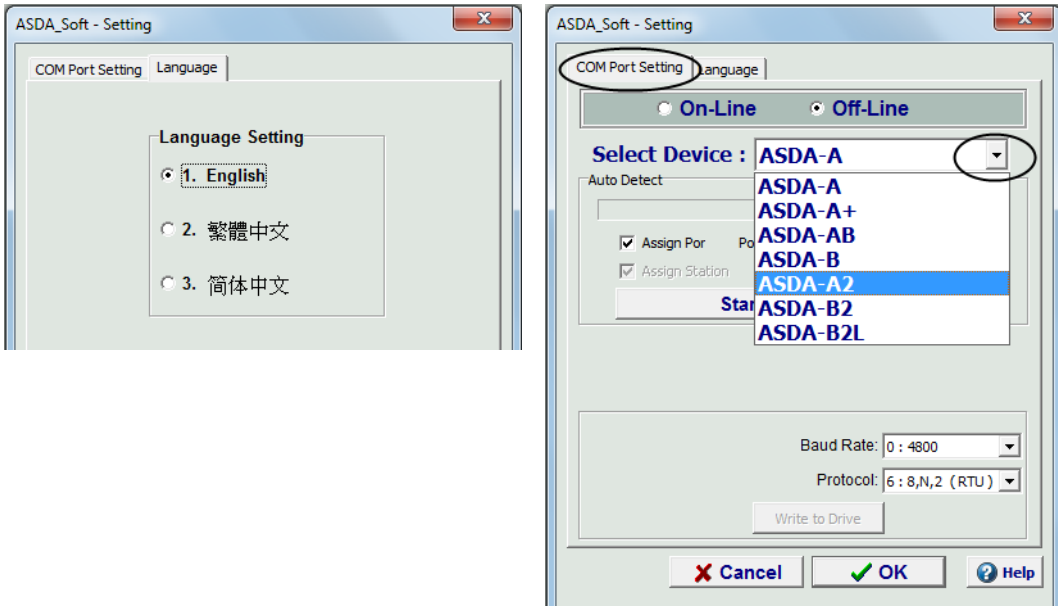 ASDA_Soft - Setting
COM Port Setting Language
Language Setting
1. English
2. 繁體中文
3. 简体中文
ASDA_Soft - Setting
COM Port Setting Language
On-Line Off-Line
Select Device : ASDA-A
Auto Detect
ASDA-A
ASDA-A+
ASDA-AB
Assign Por Po
ASDA-B
Assign Station
ASDA-A2
Star
ASDA-B2
ASDA-B2L
Baud Rate: 0 : 4800
Protocol: 6 : 8,N,2 (RTU)
Write to Drive
Cancel OK Help